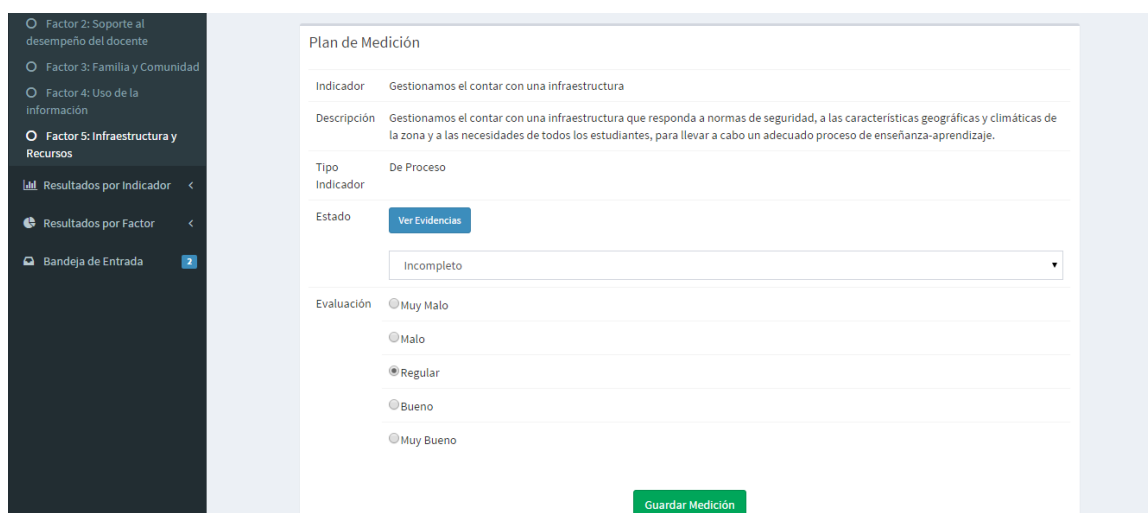 Factor 2: Soporte al
desempeño del docente
Factor 3: Familia y Comunidad
Factor 4: Uso de la
información
Factor 5: Infraestructura y
Recursos
Resultados por Indicador
Resultados por Factor
Bandeja de Entrada 2
Plan de Medición
Indicador Gestionamos el contar con una infraestructura
Descripción Gestionamos el contar con una infraestructura que responda a normas de seguridad, a las características geográficas y climáticas de
la zona y a las necesidades de todos los estudiantes, para llevar a cabo un adecuado proceso de enseñanza-aprendizaje.
Tipo De Proceso
Indicador
Estado Ver Evidencias
Incompleto
Evaluación Muy Malo
Malo
Regular
Bueno
Muy Bueno
Guardar Medición